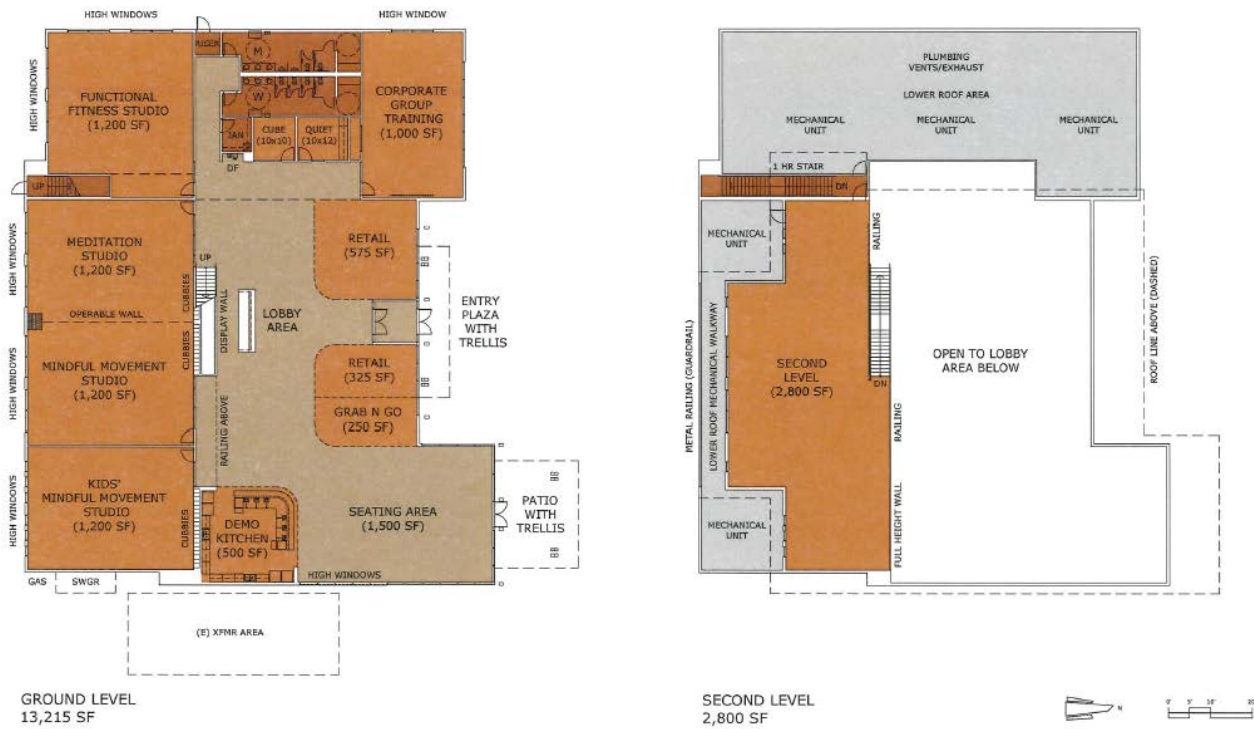 HIGH WINDOWS
HIGH WINDOW
HIGH WINDOWS
RISER
M
W
FUNCTIONAL
FITNESS STUDIO
(1,200 SF)
CORPORATE
GROUP
TRAINING
(1,000 SF)
JAN
CUBE
(10x10)
QUIET
(10x12)
DF
UP
HIGH WINDOWS
MEDITATION
STUDIO
(1,200 SF)
CUBBIES
UP
RETAIL
(575 SF)
OPERABLE WALL
DISPLAY WALL
LOBBY
AREA
ENTRY
PLAZA
WITH
TRELLIS
HIGH WINDOWS
MINDFUL MOVEMENT
STUDIO
(1,200 SF)
CUBBIES
RETAIL
(325 SF)
GRAB N GO
(250 SF)
RAILING ABOVE
HIGH WINDOWS
KIDS'
MINDFUL MOVEMENT
STUDIO
(1,200 SF)
CUBBIES
DEMO
KITCHEN
(500 SF)
SEATING AREA
(1,500 SF)
PATIO
WITH
TRELLIS
HIGH WINDOWS
GAS
SWGR
(E) XFMR AREA
GROUND LEVEL
13,215 SF
PLUMBING
VENTS/EXHAUST
LOWER ROOF AREA
MECHANICAL
UNIT
MECHANICAL
UNIT
MECHANICAL
UNIT
1 HR STAIR
DN
MECHANICAL
UNIT
RAILING
METAL RAILING (GUARDRAIL)
LOWER ROOF MECHANICAL WALKWAY
SECOND
LEVEL
(2,800 SF)
DN
OPEN TO LOBBY
AREA BELOW
ROOF LINE ABOVE (DASHED)
RAILING
FULL HEIGHT WALL
MECHANICAL
UNIT
SECOND LEVEL
2,800 SF
N
0' 5' 10' 20